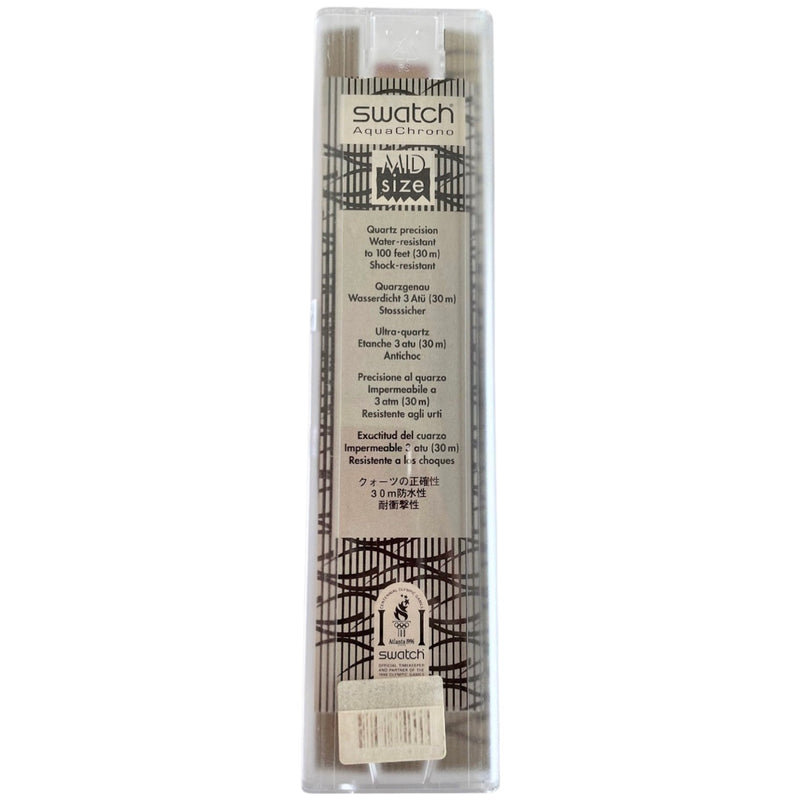 swatch®
AquaChrono
MID
size
Quartz precision
Water-resistant
to 100 feet (30 m)
Shock-resistant
Quarzgenau
Wasserdicht 3 Atü (30 m)
Stosssicher
Ultra-quartz
Etanche 3 atu (30 m)
Antichoc
Precisione al quarzo
Impermeabile a
3 atm (30 m)
Resistente agli urti
Exactitud del cuarzo
Impermeable 3 atu (30 m)
Resistente a los choques
クォーツの正確性
30m防水性
耐衝撃性
CENTENNIAL OLYMPIC GAMES
Atlanta 1996
swatch
OFFICIAL TIMEKEEPER
AND PARTNER OF THE
1996 OLYMPIC GAMES